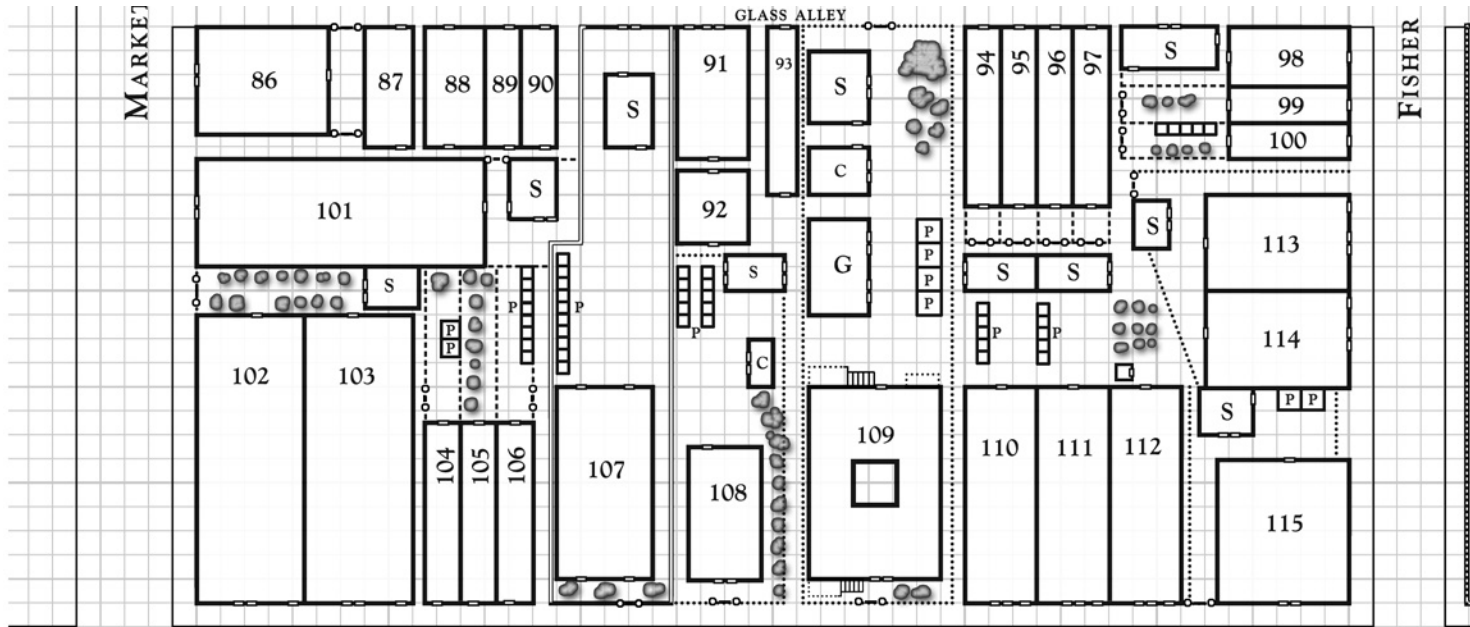 GLASS ALLEY
MARKET
FISHER
86
87
88
89
90
S
91
93
S
94
95
96
97
S
98
99
100
101
S
92
C
S
113
S
G
P
P
P
P
S
S
S
102
103
P
P
P
P
P
C
P
P
114
S
P
P
104
105
106
107
108
109
110
111
112
115